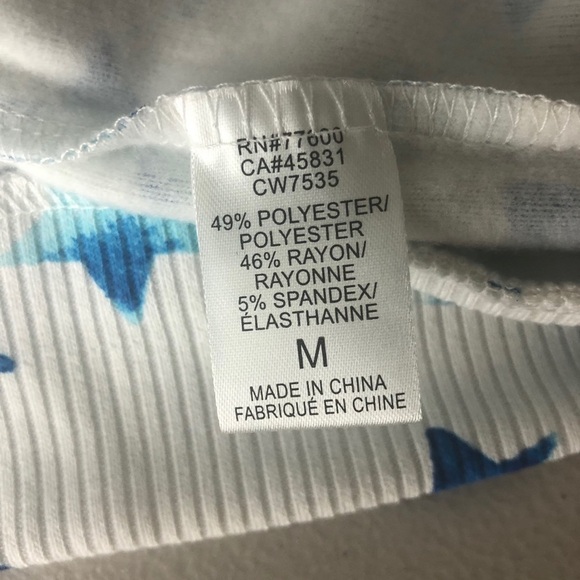 RN#77600
CA#45831
CW7535
49% POLYESTER/
POLYESTER
46% RAYON/
RAYONNE
5% SPANDEX/
ÉLASTHANNE
M
MADE IN CHINA
FABRIQUÉ EN CHINE